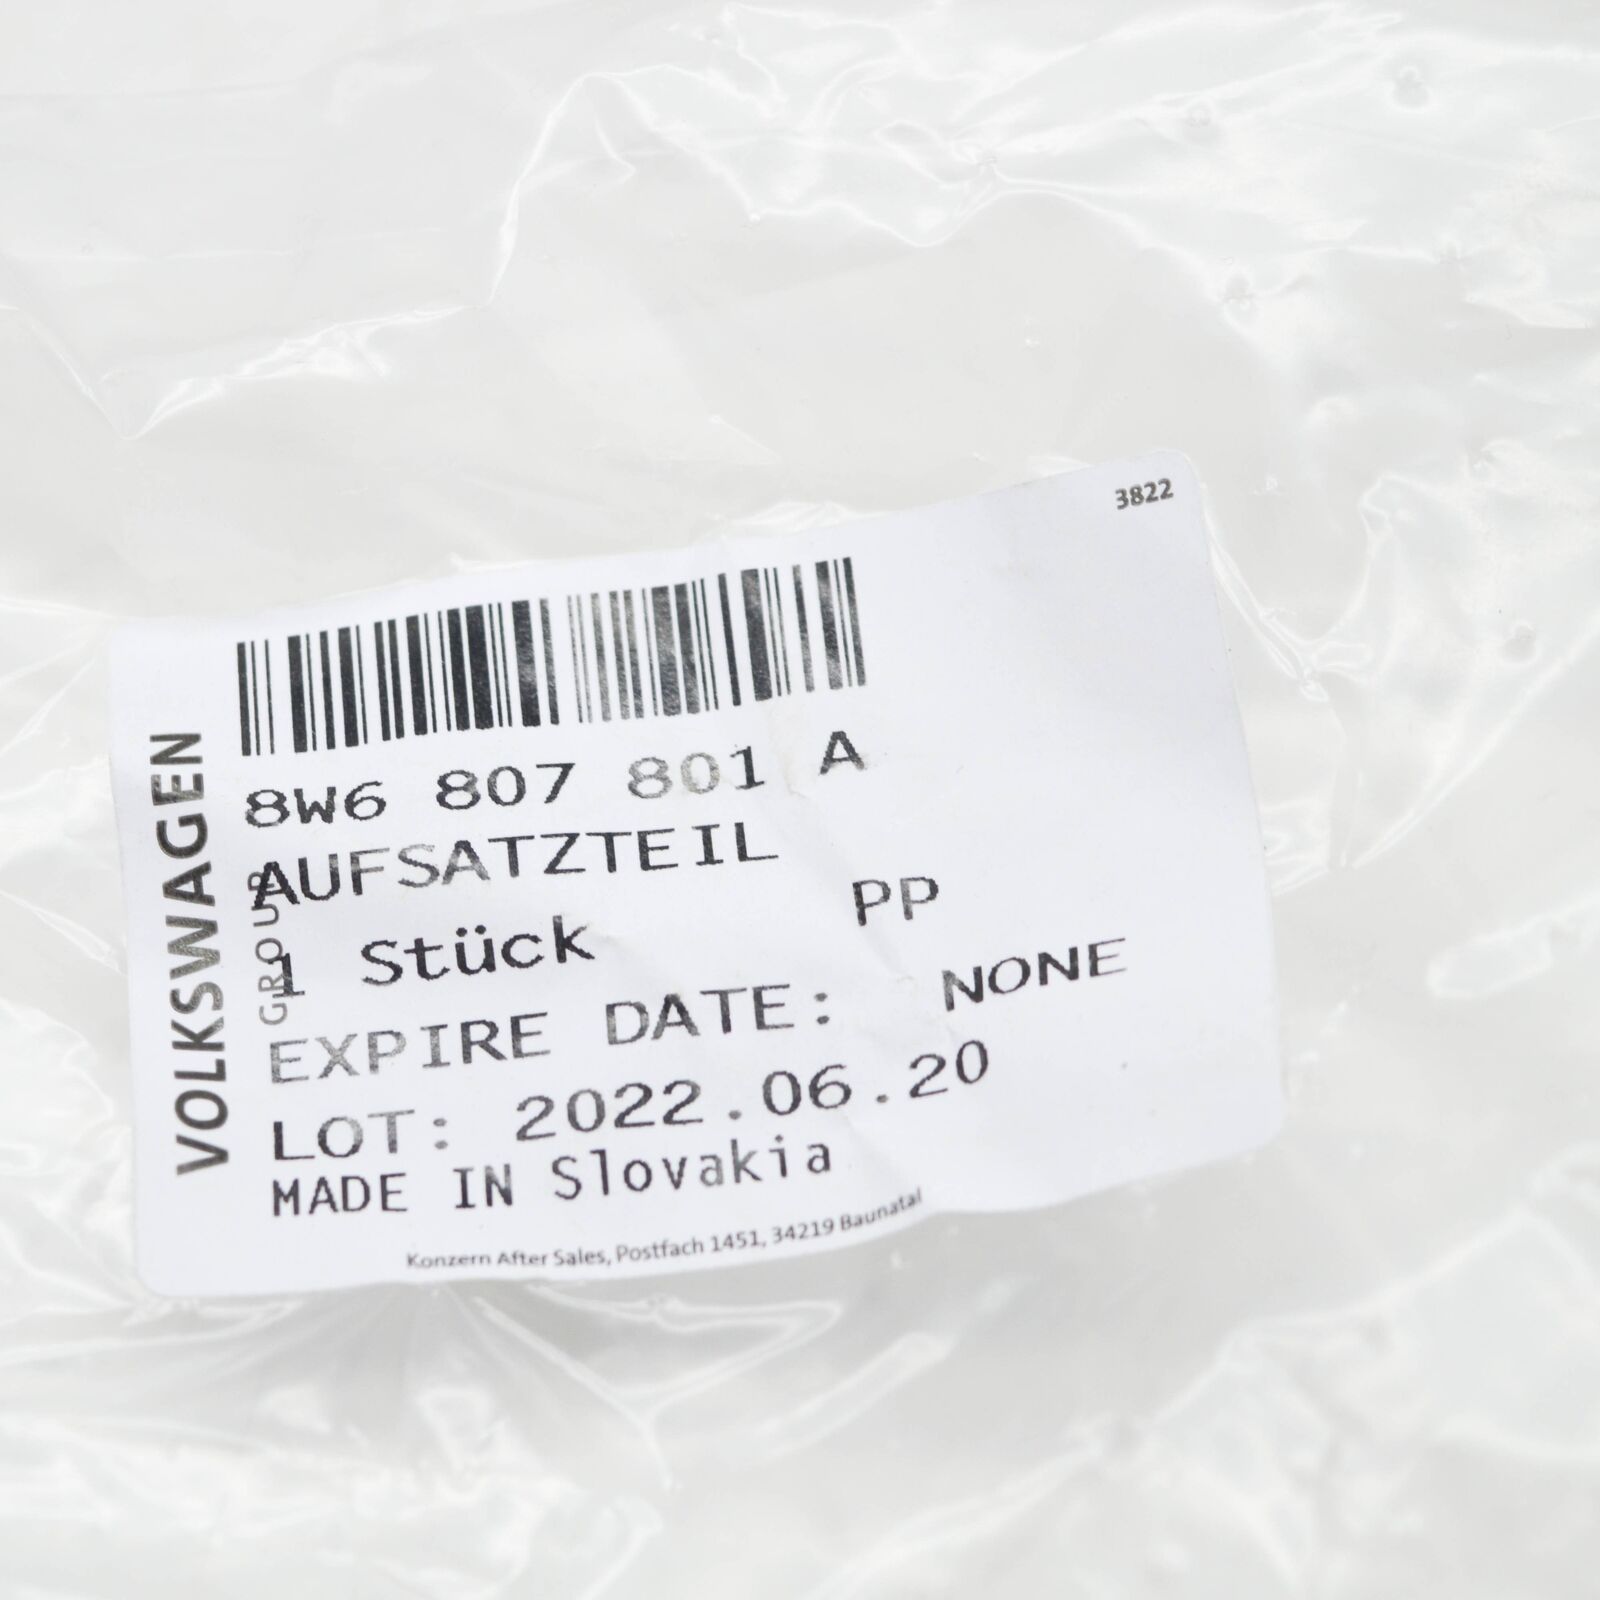 3822
8W6 807 801 A
AUFSATZTEIL
1 Stück PP
EXPIRE DATE: NONE
LOT: 2022.06.20
MADE IN Slovakia
Konzern After Sales, Postfach 1451, 34219 Baunatal
VOLKSWAGEN
GROUP